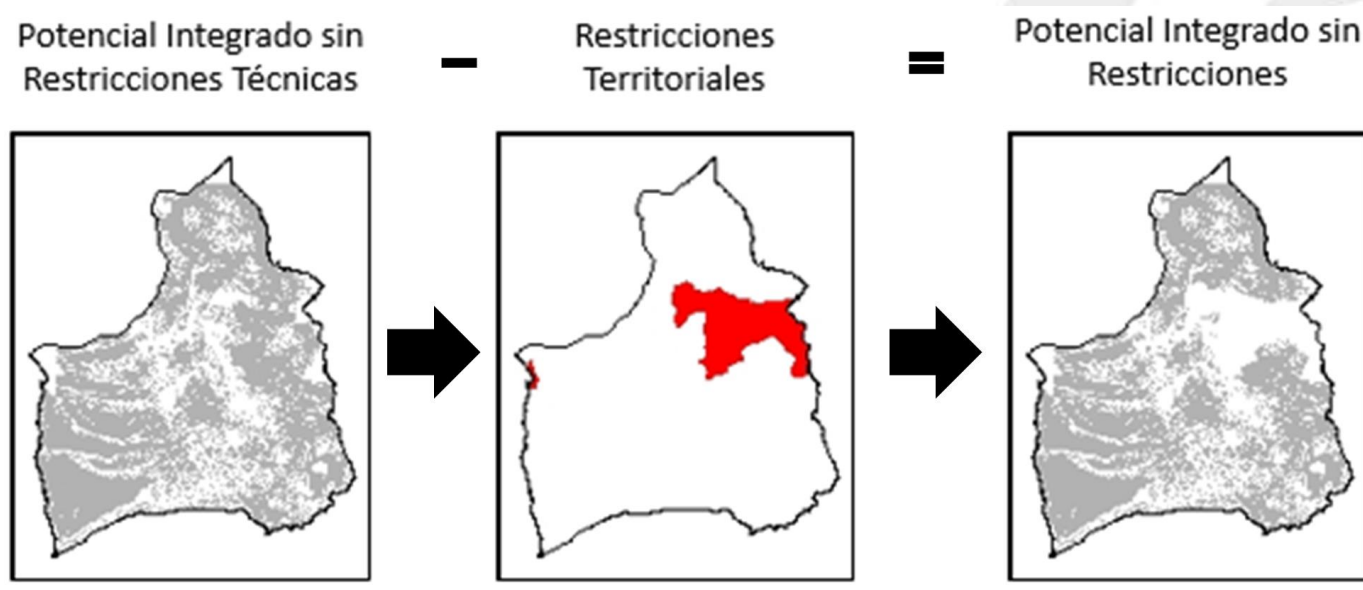 Potencial Integrado sin
Restricciones Técnicas
-
Restricciones
Territoriales
=
Potencial Integrado sin
Restricciones